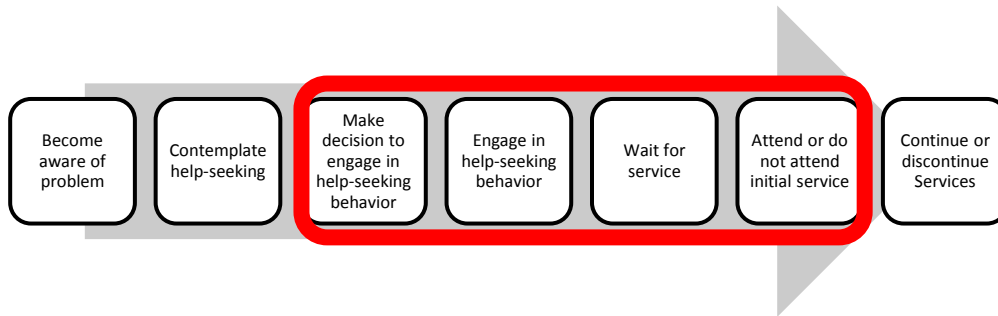 Become
aware of
problem
Contemplate
help-seeking
Make
decision to
engage in
help-seeking
behavior
Engage in
help-seeking
behavior
Wait for
service
Attend or do
not attend
initial service
Continue or
discontinue
Services